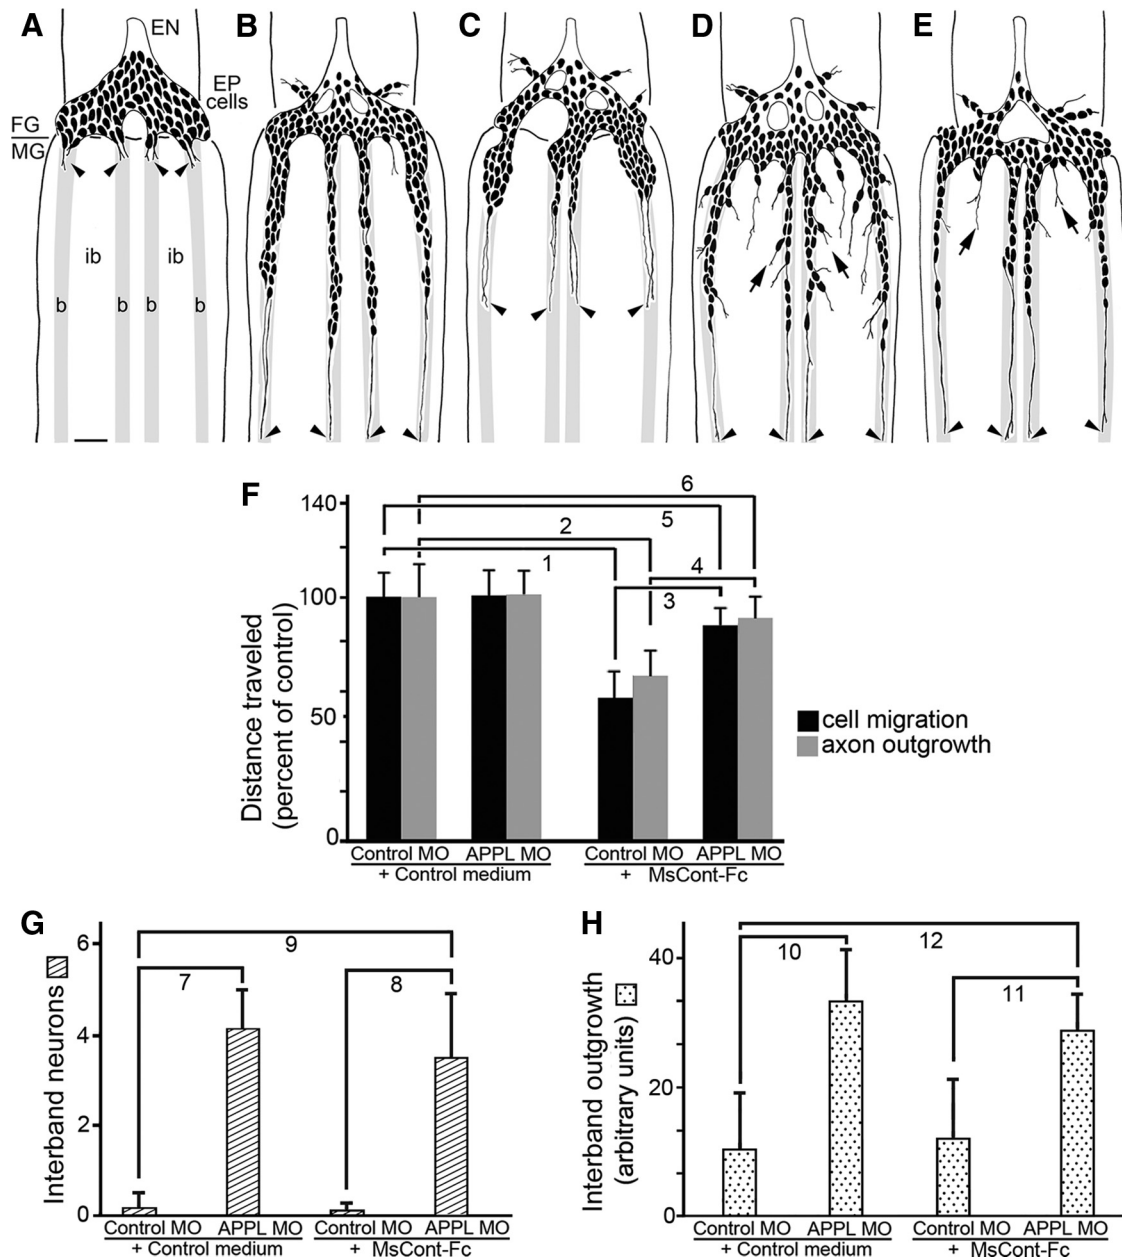 A B C D E
EN
EP
cells
FG
MG
ib ib
b b b b
F
140
100
50
0
Distance traveled
(percent of control)
6
5
2
1
4
3
cell migration
axon outgrowth
Control MO APPL MO Control MO APPL MO
+ Control medium + MsCont-Fc
G
6
4
2
0
Interband neurons
9
7 8
Control MO APPL MO Control MO APPL MO
+ Control medium + MsCont-Fc
H
40
20
0
Interband outgrowth
(arbitrary units)
12
10
11
Control MO APPL MO Control MO APPL MO
+ Control medium + MsCont-Fc